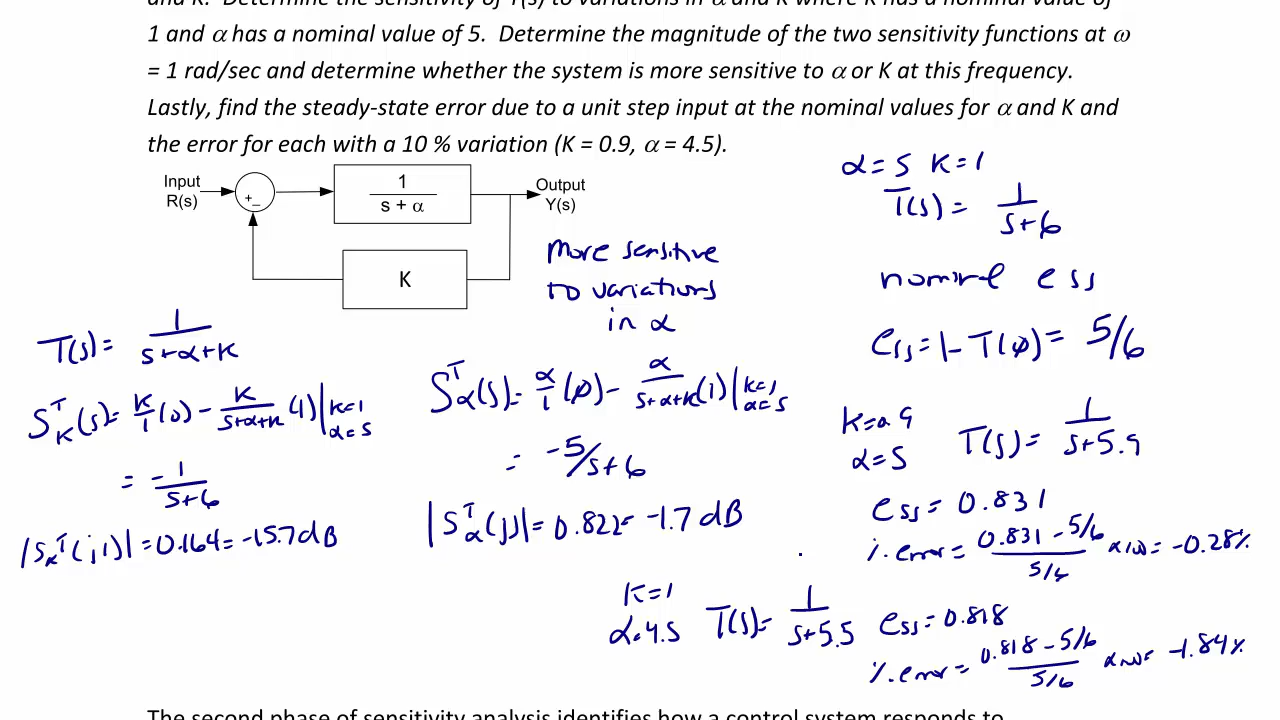 and K. Determine the sensitivity of T(s) to variations in α and K where K has a nominal value of
1 and α has a nominal value of 5. Determine the magnitude of the two sensitivity functions at ω
= 1 rad/sec and determine whether the system is more sensitive to α or K at this frequency.
Lastly, find the steady-state error due to a unit step input at the nominal values for α and K and
the error for each with a 10 % variation (K = 0.9, α = 4.5).
Input
R(s)
+
−
1
s + α
Output
Y(s)
K
More sensitive
to variations
in α
T(s) = 1/(s+α+K)
S_K^T(s) = K/1 (0) − K/(s+α+K) (1) |K=1 α=5
= −1/(s+6)
|S_α^T(j1)| = 0.164 = −15.7 dB
S_α^T(s) = α/1 (0) − α/(s+α+K) (1) |K=1 α=5
= −5/s+6
|S_α^T(j)| = 0.822 = −1.7 dB
α = 5 K = 1
T(s) = 1/(s+6)
nominal ess
ess = 1 − T(0) = 5/6
K = 0.9
α = 5
T(s) = 1/(s+5.9)
ess = 0.831
%.error = (0.831 − 5/6)/(5/6) x100 = −0.28%
K = 1
α = 4.5
T(s) = 1/(s+5.5)
ess = 0.818
%.error = (0.818 − 5/6)/(5/6) x100 = −1.84%
The second phase of sensitivity analysis identifies how a control system responds to